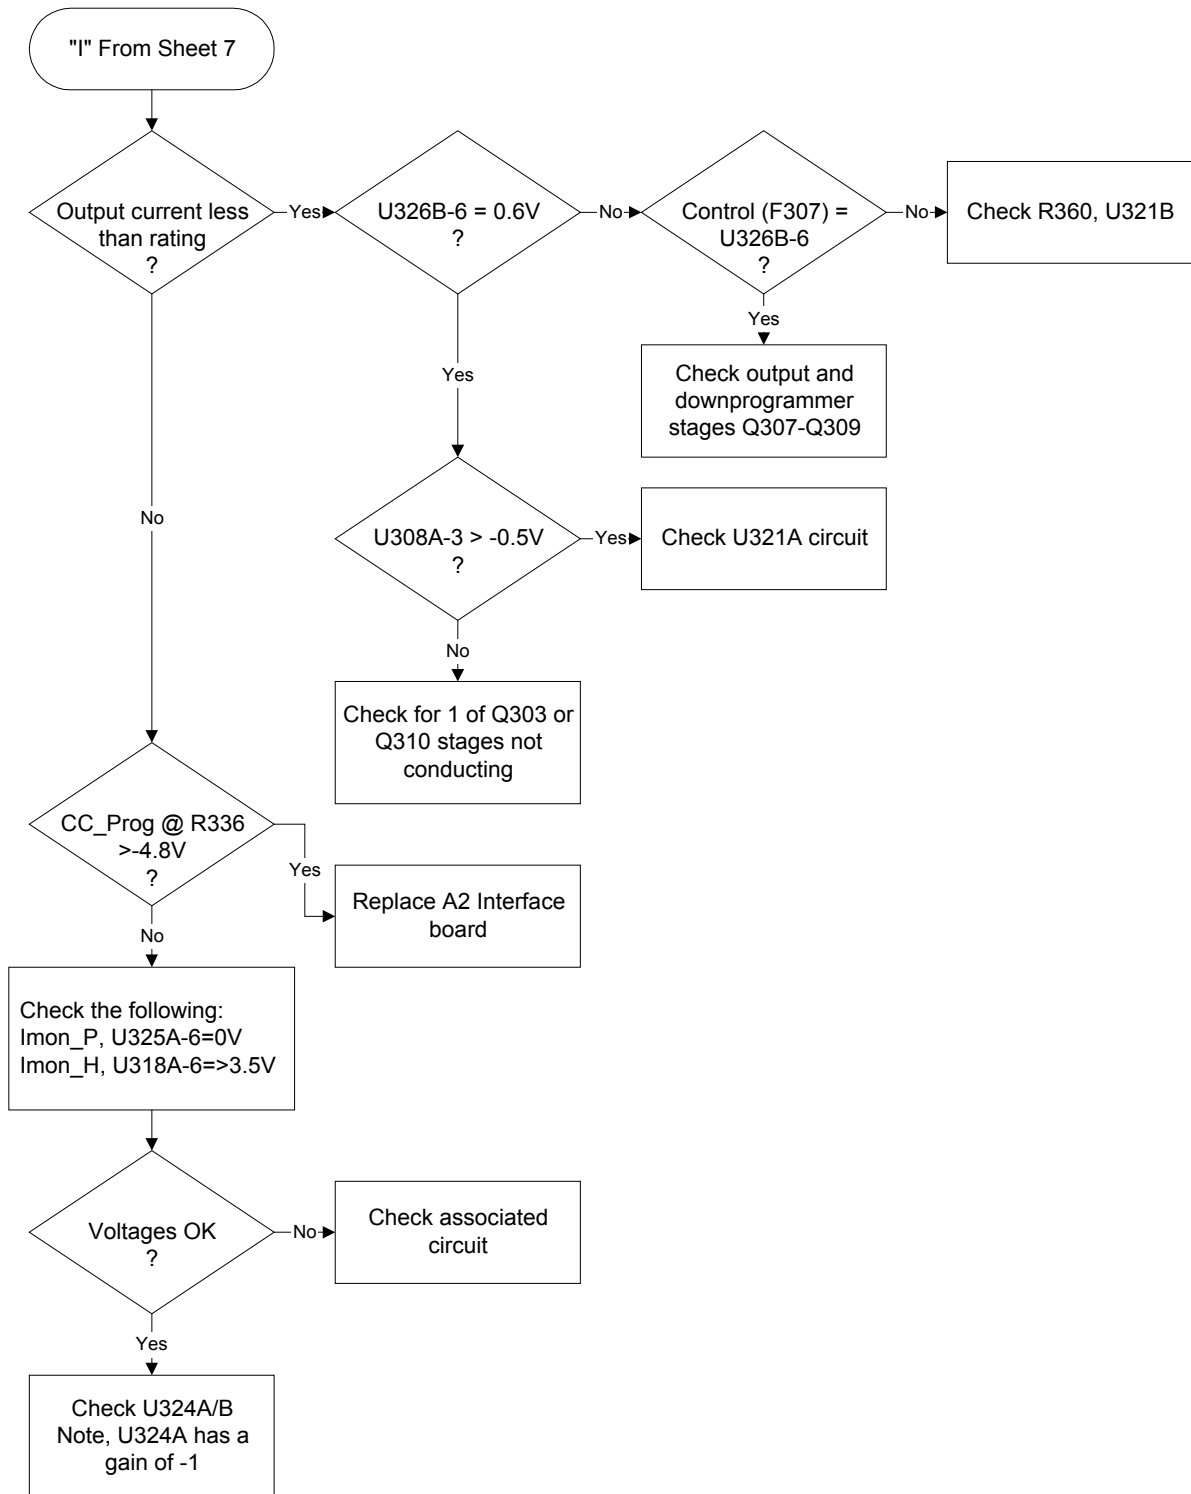 "I" From Sheet 7
Output current less
than rating
?
Yes
U326B-6 = 0.6V
?
No
Control (F307) =
U326B-6
?
No
Check R360, U321B
Yes
Check output and
downprogrammer
stages Q307-Q309
Yes
U308A-3 > -0.5V
?
Yes
Check U321A circuit
No
Check for 1 of Q303 or
Q310 stages not
conducting
No
CC_Prog @ R336
>-4.8V
?
Yes
Replace A2 Interface
board
No
Check the following:
Imon_P, U325A-6=0V
Imon_H, U318A-6=>3.5V
Voltages OK
?
No
Check associated
circuit
Yes
Check U324A/B
Note, U324A has a
gain of -1